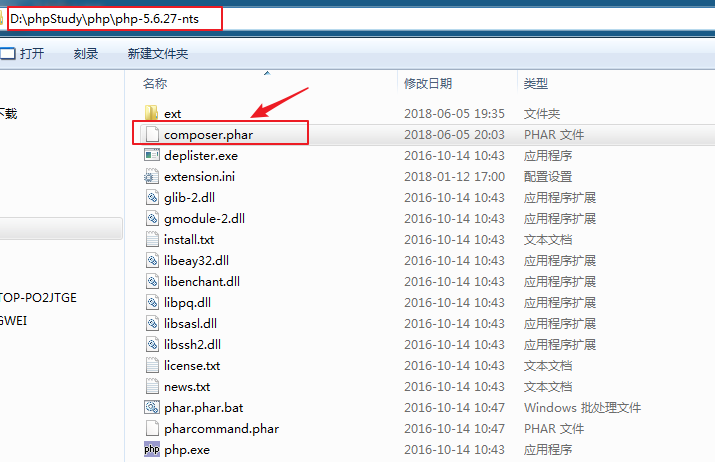 D:\phpStudy\php\php-5.6.27-nts
打开 刻录 新建文件夹
名称 修改日期 类型
下载 ext 2018-06-05 19:35 文件夹
composer.phar 2018-06-05 20:03 PHAR 文件
deplister.exe 2016-10-14 10:43 应用程序
extension.ini 2018-01-12 17:00 配置设置
glib-2.dll 2016-10-14 10:43 应用程序扩展
gmodule-2.dll 2016-10-14 10:43 应用程序扩展
install.txt 2016-10-14 10:43 文本文档
libeay32.dll 2016-10-14 10:43 应用程序扩展
libenchant.dll 2016-10-14 10:43 应用程序扩展
TOP-PO2JTGE libpq.dll 2016-10-14 10:43 应用程序扩展
GWEI libsasl.dll 2016-10-14 10:43 应用程序扩展
libssh2.dll 2016-10-14 10:43 应用程序扩展
license.txt 2016-10-14 10:43 文本文档
news.txt 2016-10-14 10:43 文本文档
phar.phar.bat 2016-10-14 10:47 Windows 批处理文件
pharcommand.phar 2016-10-14 10:47 PHAR 文件
php php.exe 2016-10-14 10:43 应用程序